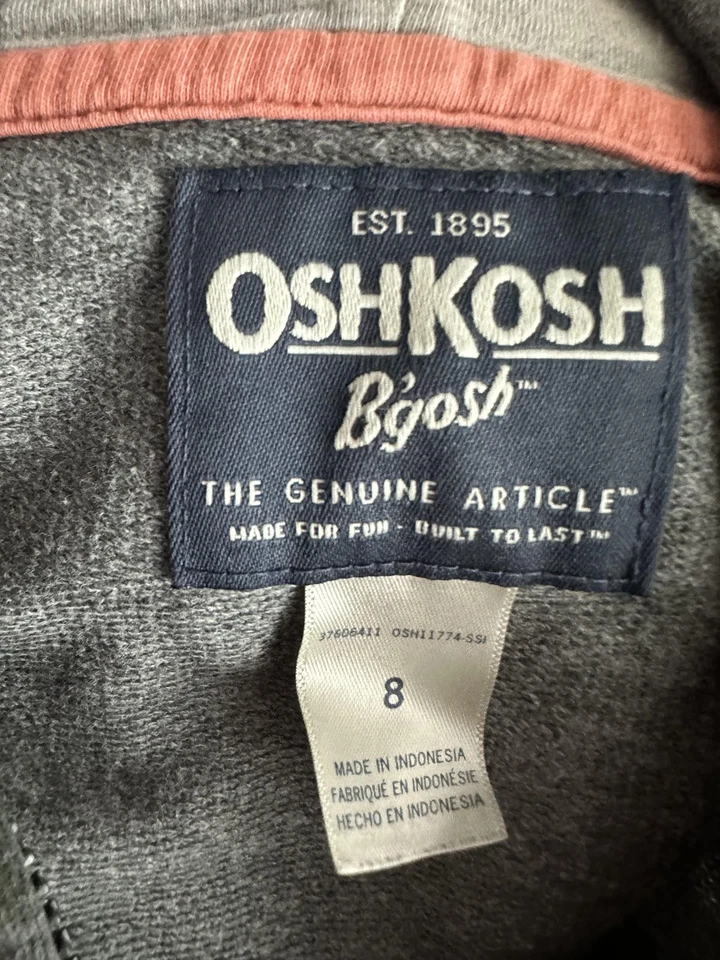 EST. 1895
OSHKOSH
B'gosh™
THE GENUINE ARTICLE™
MADE FOR FUN - BUILT TO LAST™
37606411 OSH11774-SSI
8
MADE IN INDONESIA
FABRIQUÉ EN INDONÉSIE
HECHO EN INDONESIA